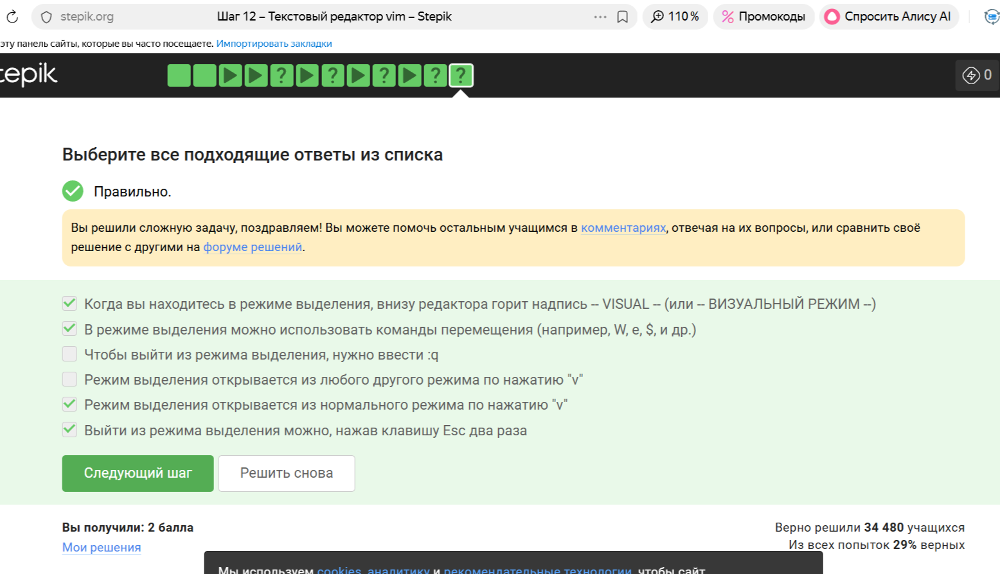 stepik.org
Шаг 12 – Текстовый редактор vim – Stepik
110 %
Промокоды
Спросить Алису AI
эту панель сайты, которые вы часто посещаете. Импортировать закладки
tepik
? ? ? ? ?
0
Выберите все подходящие ответы из списка
Правильно.
Вы решили сложную задачу, поздравляем! Вы можете помочь остальным учащимся в комментариях, отвечая на их вопросы, или сравнить своё
решение с другими на форуме решений.
Когда вы находитесь в режиме выделения, внизу редактора горит надпись -- VISUAL -- (или -- ВИЗУАЛЬНЫЙ РЕЖИМ --)
В режиме выделения можно использовать команды перемещения (например, W, e, $, и др.)
Чтобы выйти из режима выделения, нужно ввести :q
Режим выделения открывается из любого другого режима по нажатию "v"
Режим выделения открывается из нормального режима по нажатию "v"
Выйти из режима выделения можно, нажав клавишу Esc два раза
Следующий шаг
Решить снова
Вы получили: 2 балла
Верно решили 34 480 учащихся
Мои решения
Из всех попыток 29% верных
Мы используем cookies, аналитику и рекомендательные технологии, чтобы сайт